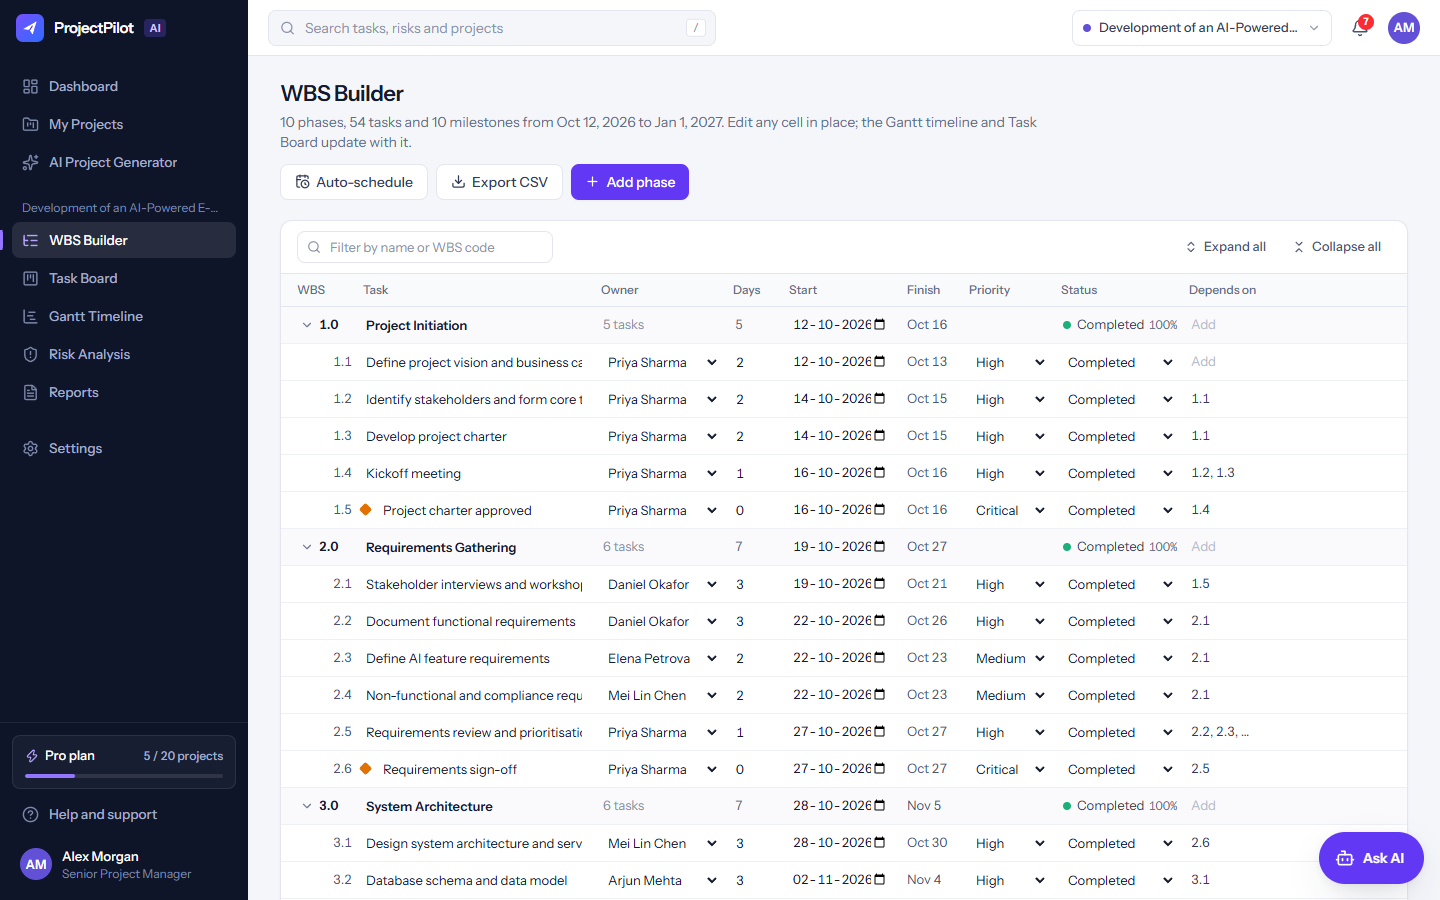 ProjectPilot AI
Search tasks, risks and projects /
Development of an AI-Powered...
7
AM
Dashboard
My Projects
AI Project Generator
Development of an AI-Powered E-...
WBS Builder
Task Board
Gantt Timeline
Risk Analysis
Reports
Settings
Pro plan 5 / 20 projects
Help and support
AM
Alex Morgan
Senior Project Manager
WBS Builder
10 phases, 54 tasks and 10 milestones from Oct 12, 2026 to Jan 1, 2027. Edit any cell in place; the Gantt timeline and Task
Board update with it.
Auto-schedule Export CSV + Add phase
Filter by name or WBS code Expand all Collapse all
WBS Task Owner Days Start Finish Priority Status Depends on
1.0 Project Initiation 5 tasks 5 12-10-2026 Oct 16 Completed 100% Add
1.1 Define project vision and business ca Priya Sharma 2 12-10-2026 Oct 13 High Completed Add
1.2 Identify stakeholders and form core t Priya Sharma 2 14-10-2026 Oct 15 High Completed 1.1
1.3 Develop project charter Priya Sharma 2 14-10-2026 Oct 15 High Completed 1.1
1.4 Kickoff meeting Priya Sharma 1 16-10-2026 Oct 16 High Completed 1.2, 1.3
1.5 Project charter approved Priya Sharma 0 16-10-2026 Oct 16 Critical Completed 1.4
2.0 Requirements Gathering 6 tasks 7 19-10-2026 Oct 27 Completed 100% Add
2.1 Stakeholder interviews and workshop Daniel Okafor 3 19-10-2026 Oct 21 High Completed 1.5
2.2 Document functional requirements Daniel Okafor 3 22-10-2026 Oct 26 High Completed 2.1
2.3 Define AI feature requirements Elena Petrova 2 22-10-2026 Oct 23 Medium Completed 2.1
2.4 Non-functional and compliance requ Mei Lin Chen 2 22-10-2026 Oct 23 Medium Completed 2.1
2.5 Requirements review and prioritisatio Priya Sharma 1 27-10-2026 Oct 27 High Completed 2.2, 2.3, ...
2.6 Requirements sign-off Priya Sharma 0 27-10-2026 Oct 27 Critical Completed 2.5
3.0 System Architecture 6 tasks 7 28-10-2026 Nov 5 Completed 100% Add
3.1 Design system architecture and serv Mei Lin Chen 3 28-10-2026 Oct 30 High Completed 2.6
3.2 Database schema and data model Arjun Mehta 3 02-11-2026 Nov 4 High Completed 3.1
Ask AI